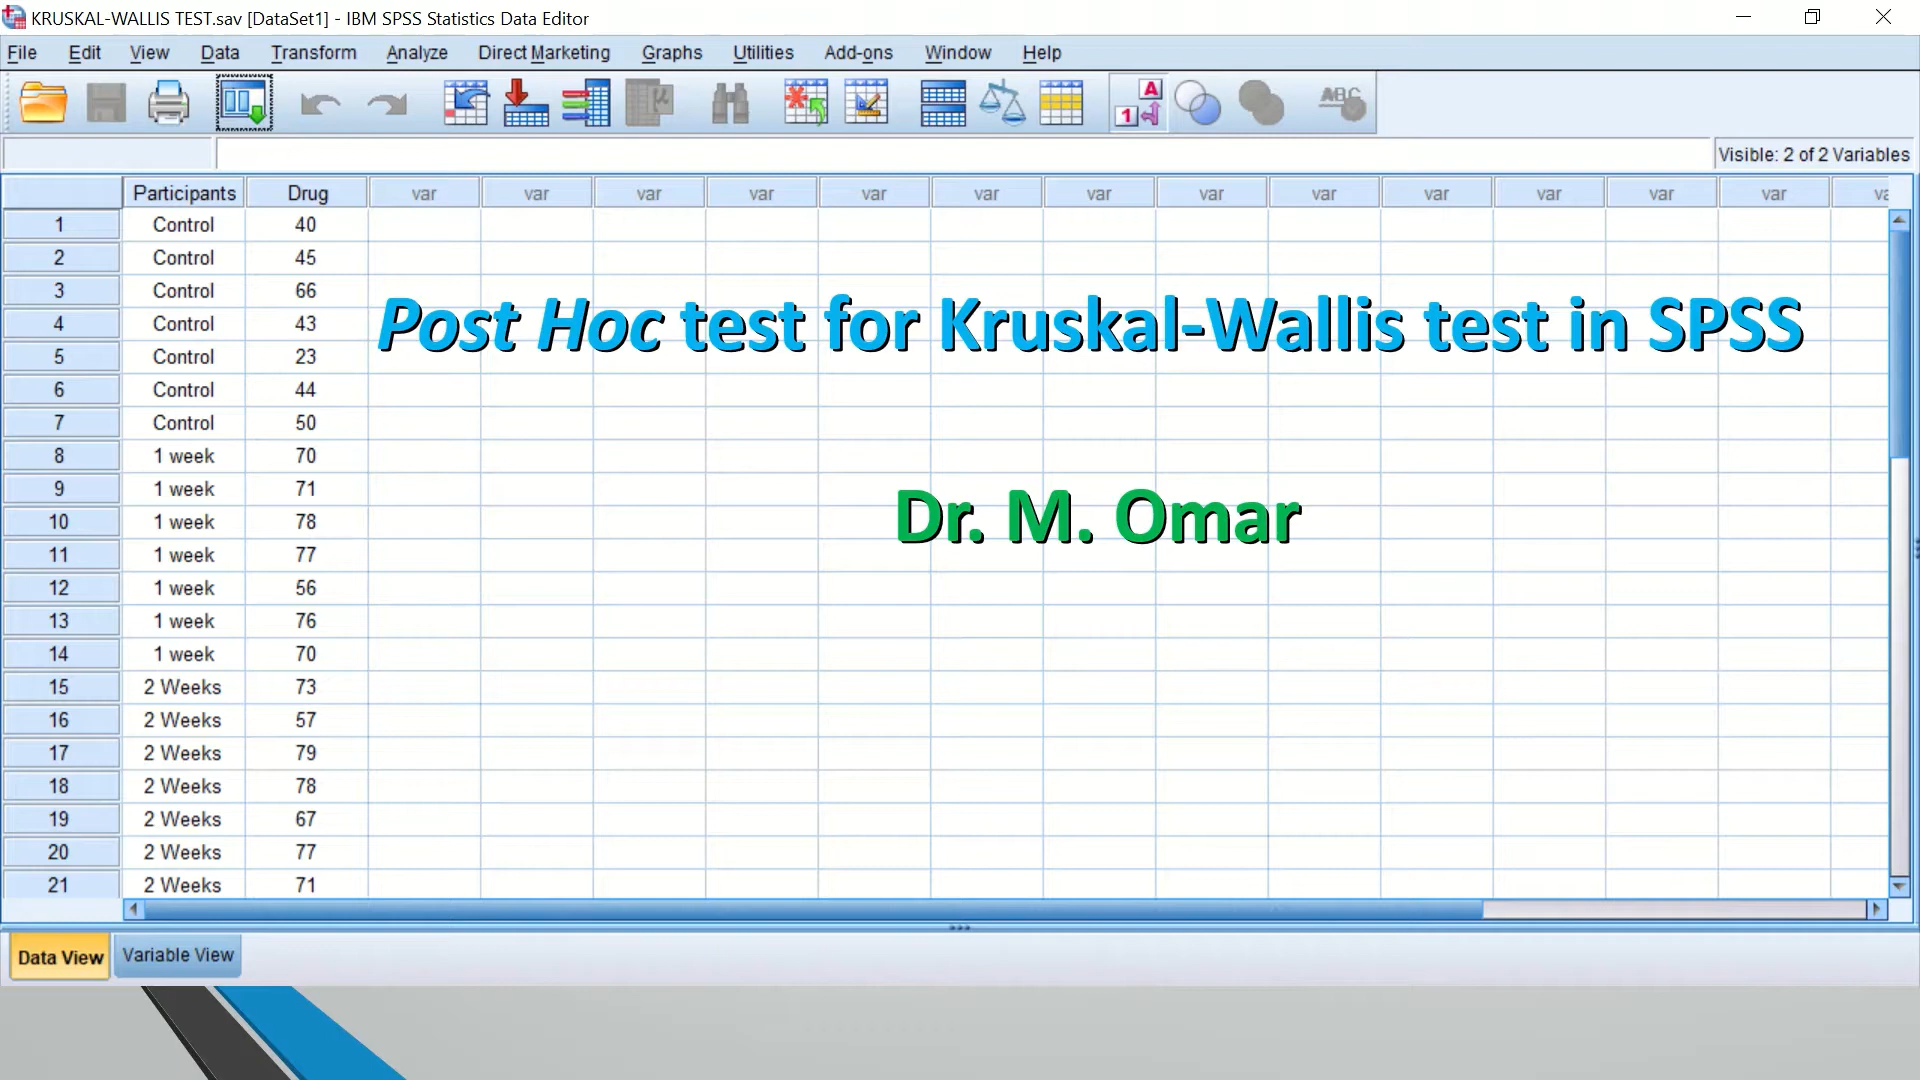 KRUSKAL-WALLIS TEST.sav [DataSet1] - IBM SPSS Statistics Data Editor
File Edit View Data Transform Analyze Direct Marketing Graphs Utilities Add-ons Window Help
A
1
ABC
Visible: 2 of 2 Variables
Participants Drug var var var var var var var var var var var var var va
1 Control 40
2 Control 45
3 Control 66
4 Control 43
5 Control 23
6 Control 44
7 Control 50
8 1 week 70
9 1 week 71
10 1 week 78
11 1 week 77
12 1 week 56
13 1 week 76
14 1 week 70
15 2 Weeks 73
16 2 Weeks 57
17 2 Weeks 79
18 2 Weeks 78
19 2 Weeks 67
20 2 Weeks 77
21 2 Weeks 71
Post Hoc test for Kruskal-Wallis test in SPSS
Dr. M. Omar
Data View Variable View